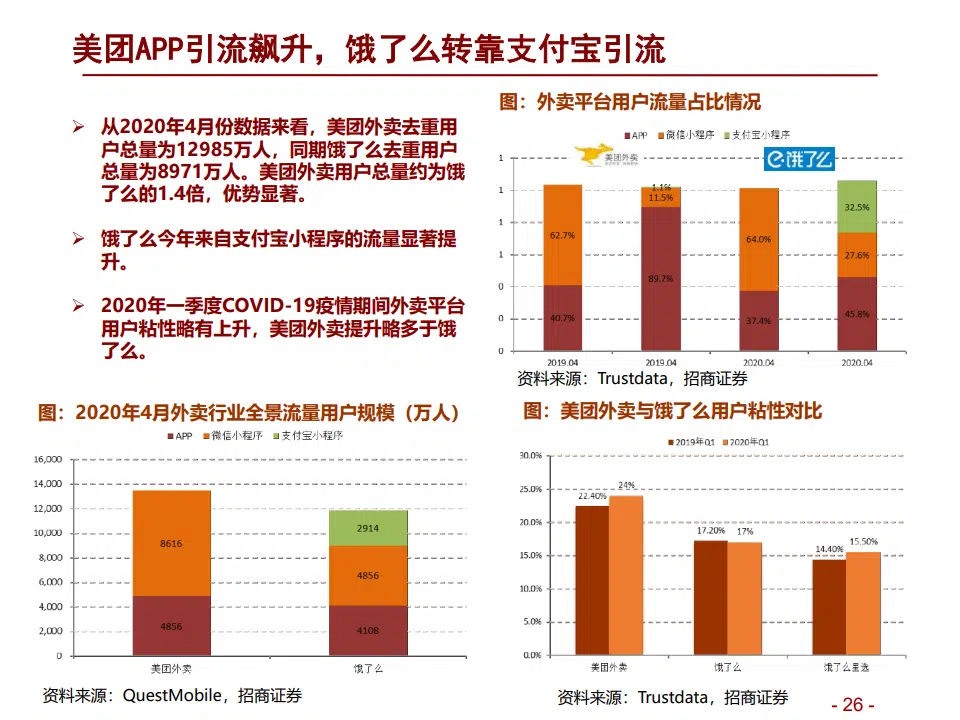 美团APP引流飙升，饿了么转靠支付宝引流
➢ 从2020年4月份数据来看，美团外卖去重用
户总量为12985万人，同期饿了么去重用户
总量为8971万人。美团外卖用户总量约为饿
了么的1.4倍，优势显著。
➢ 饿了么今年来自支付宝小程序的流量显著提
升。
➢ 2020年一季度COVID-19疫情期间外卖平台
用户粘性略有上升，美团外卖提升略多于饿
了么。
图：外卖平台用户流量占比情况
APP 微信小程序 支付宝小程序
美团外卖
饿了么
1
1
1
1
0
0
0
62.7%
40.7%
1.1%
11.5%
89.7%
64.0%
37.4%
32.5%
27.6%
45.8%
2019.04 2019.04 2020.04 2020.04
资料来源：Trustdata，招商证券
图：2020年4月外卖行业全景流量用户规模（万人）
APP 微信小程序 支付宝小程序
16,000
14,000
12,000
10,000
8,000
6,000
4,000
2,000
0
8616
4856
2914
4856
4108
美团外卖 饿了么
资料来源：QuestMobile，招商证券
图：美团外卖与饿了么用户粘性对比
2019年Q1 2020年Q1
30.0%
25.0%
20.0%
15.0%
10.0%
5.0%
0.0%
22.40% 24%
17.20% 17%
14.40% 15.50%
美团外卖 饿了么 饿了么星选
资料来源：Trustdata，招商证券
- 26 -